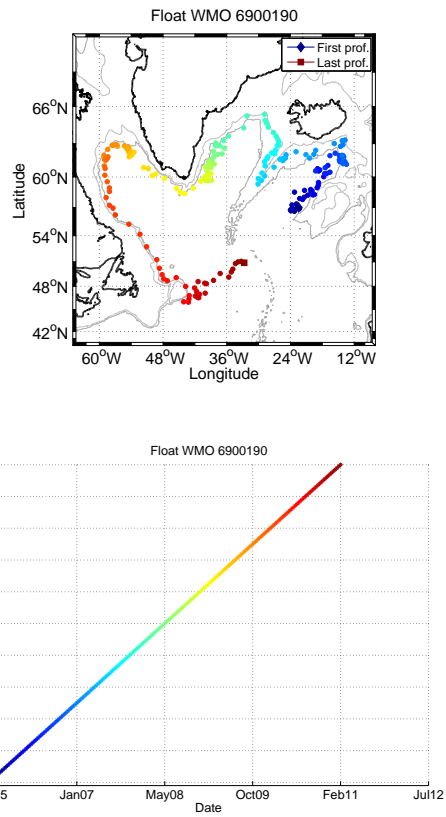 Float WMO 6900190
First prof.
Last prof.
66°N
60°N
54°N
48°N
42°N
Latitude
60°W 48°W 36°W 24°W 12°W
Longitude
Float WMO 6900190
5 Jan07 May08 Oct09 Feb11 Jul12
Date